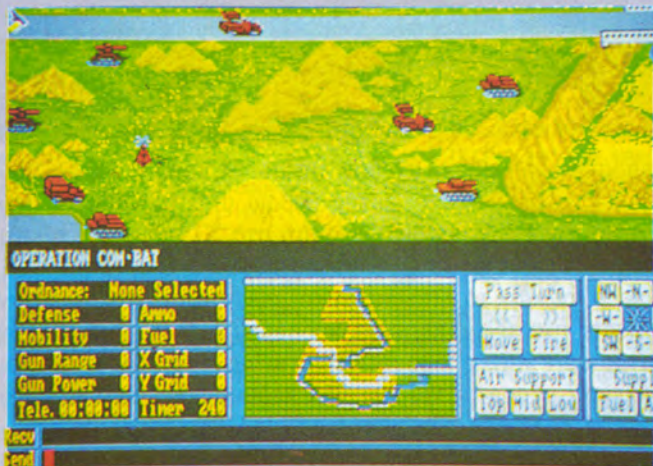 OPERATION COM·BAT
Ordnance: None Selected
Defense 0 Ammo 0
Mobility 0 Fuel 0
Gun Range 0 X Grid 0
Gun Power 0 Y Grid 0
Tele. 00:00:00 Timer 240
Pass Turn
<< >>
Move Fire
Air Support
Top Mid Low
NW -N-
-W-
SW -S-
Suppl
Fuel A
Recv
Send